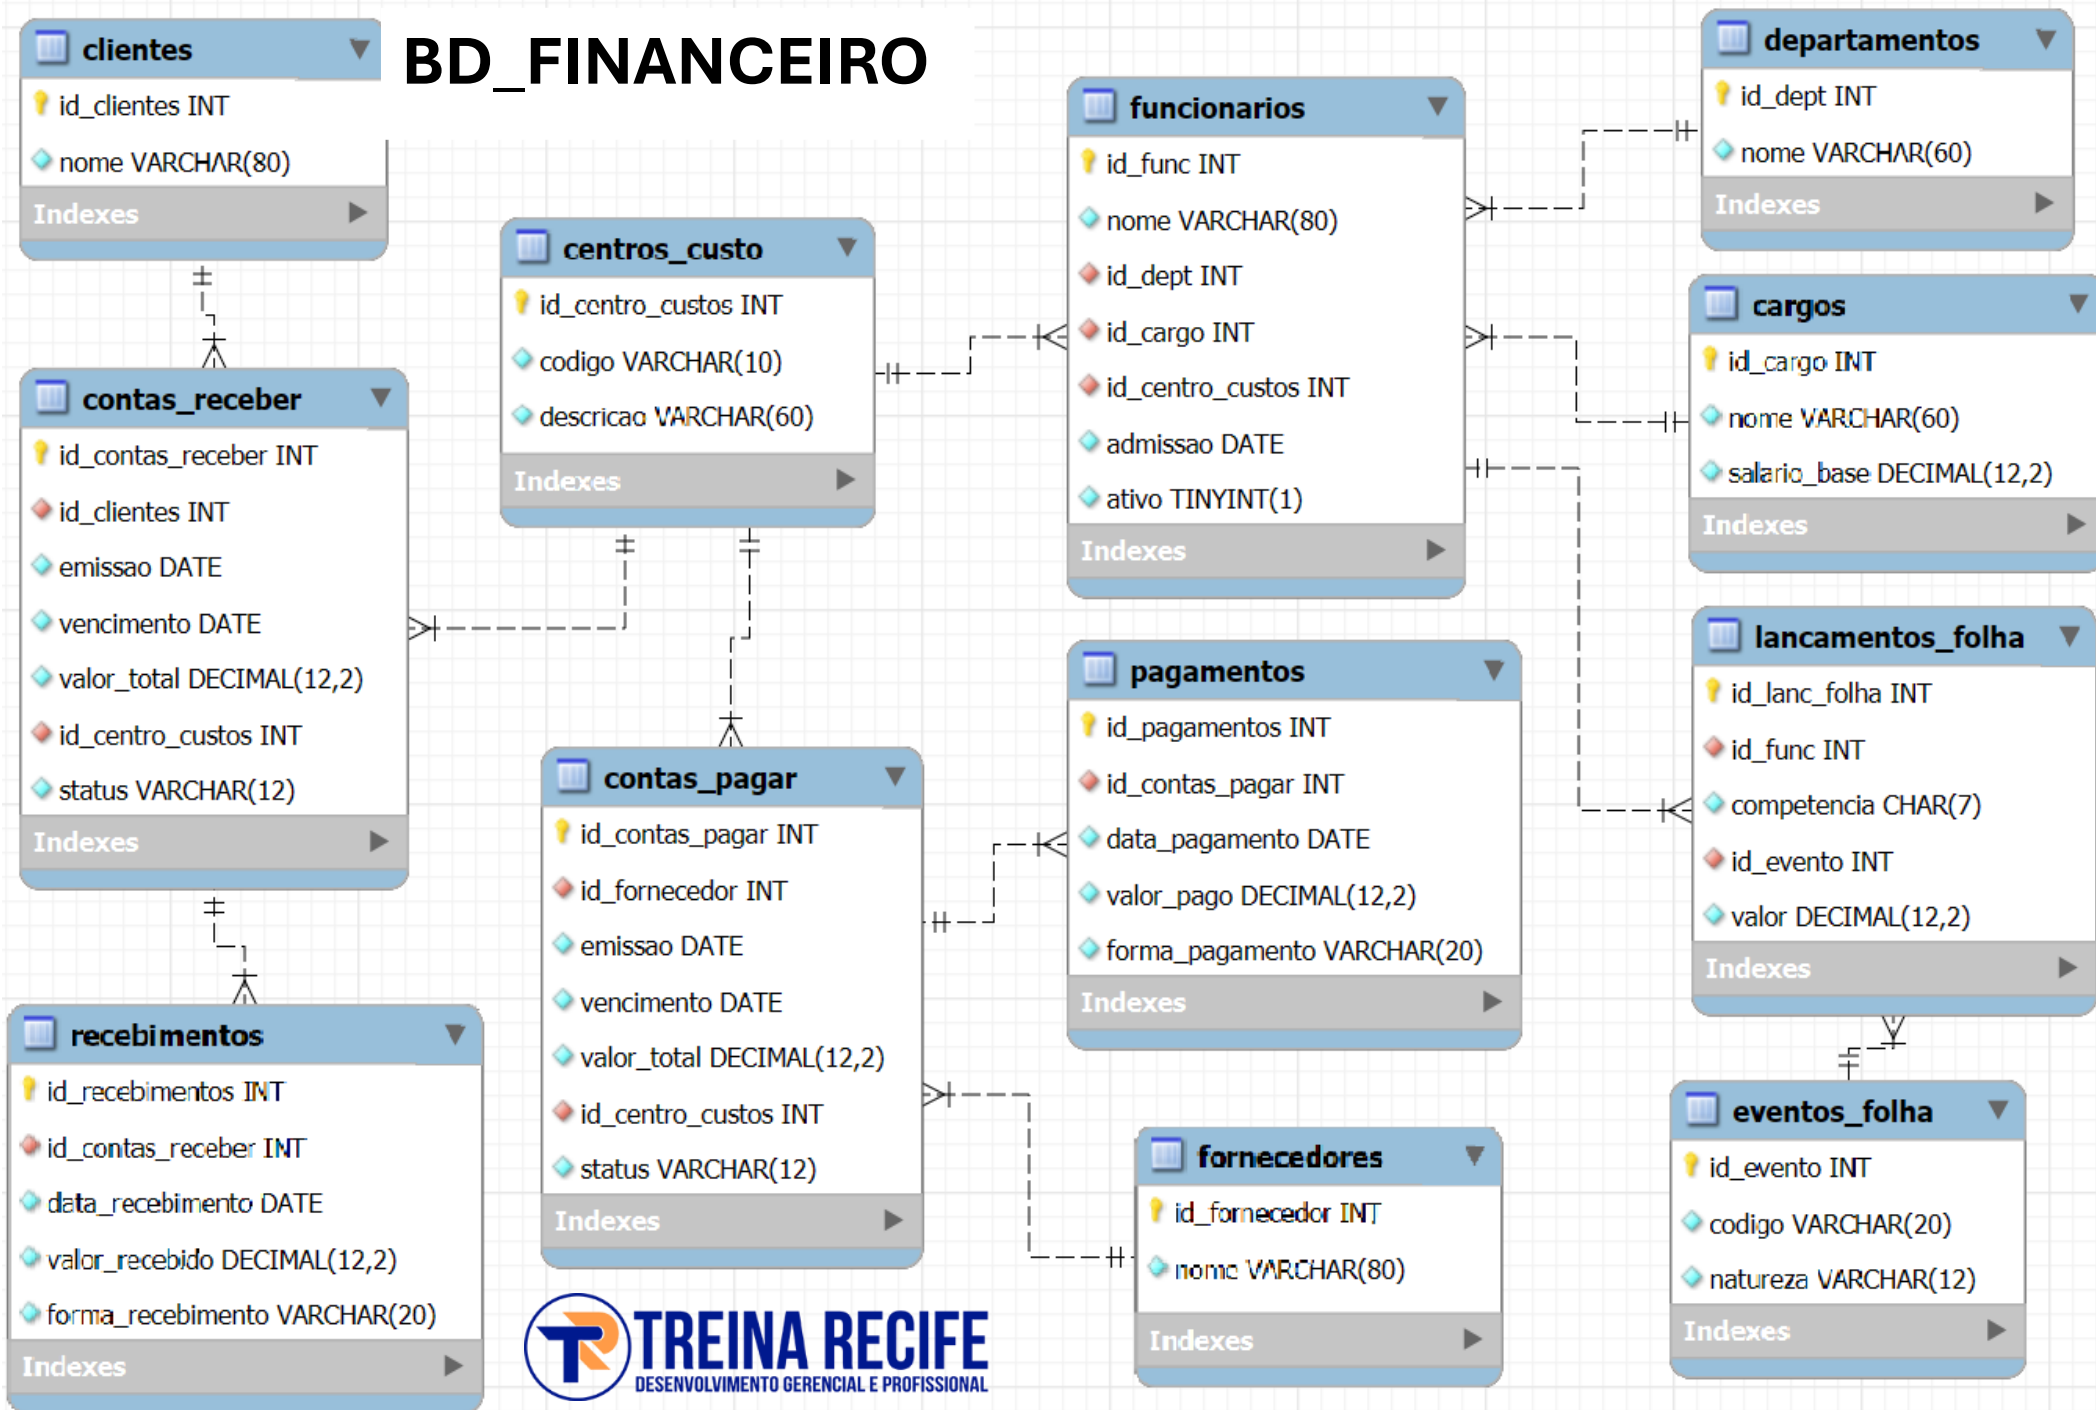 BD_FINANCEIRO
clientes
id_clientes INT
nome VARCHAR(80)
Indexes
contas_receber
id_contas_receber INT
id_clientes INT
emissao DATE
vencimento DATE
valor_total DECIMAL(12,2)
id_centro_custos INT
status VARCHAR(12)
Indexes
recebimentos
id_recebimentos INT
id_contas_receber INT
data_recebimento DATE
valor_recebido DECIMAL(12,2)
forma_recebimento VARCHAR(20)
Indexes
centros_custo
id_centro_custos INT
codigo VARCHAR(10)
descricao VARCHAR(60)
Indexes
contas_pagar
id_contas_pagar INT
id_fornecedor INT
emissao DATE
vencimento DATE
valor_total DECIMAL(12,2)
id_centro_custos INT
status VARCHAR(12)
Indexes
funcionarios
id_func INT
nome VARCHAR(80)
id_dept INT
id_cargo INT
id_centro_custos INT
admissao DATE
ativo TINYINT(1)
Indexes
pagamentos
id_pagamentos INT
id_contas_pagar INT
data_pagamento DATE
valor_pago DECIMAL(12,2)
forma_pagamento VARCHAR(20)
Indexes
fornecedores
id_fornecedor INT
nome VARCHAR(80)
Indexes
departamentos
id_dept INT
nome VARCHAR(60)
Indexes
cargos
id_cargo INT
nome VARCHAR(60)
salario_base DECIMAL(12,2)
Indexes
lancamentos_folha
id_lanc_folha INT
id_func INT
competencia CHAR(7)
id_evento INT
valor DECIMAL(12,2)
Indexes
eventos_folha
id_evento INT
codigo VARCHAR(20)
natureza VARCHAR(12)
Indexes
TR
TREINA RECIFE
DESENVOLVIMENTO GERENCIAL E PROFISSIONAL